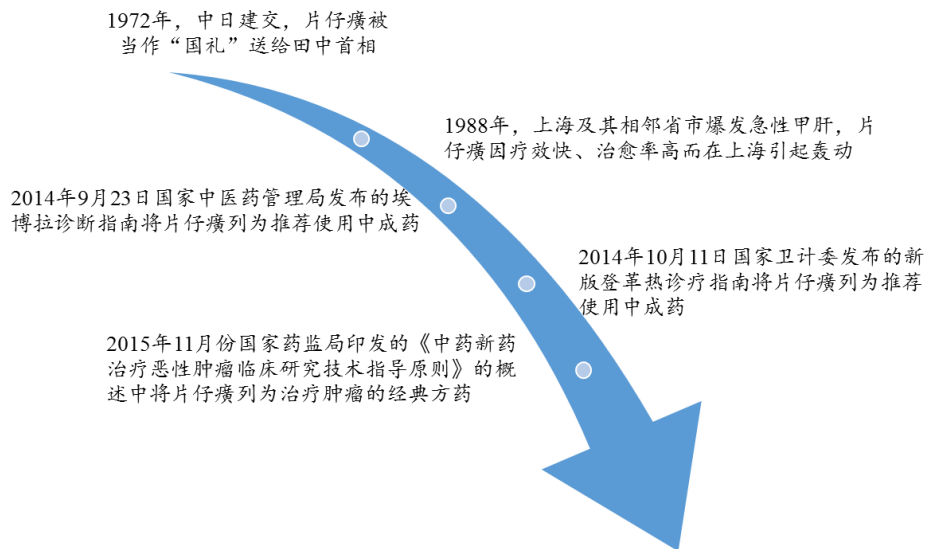 1972年，中日建交，片仔癀被
当作“国礼”送给田中首相
1988年，上海及其相邻省市爆发急性甲肝，片
仔癀因疗效快、治愈率高而在上海引起轰动
2014年9月23日国家中医药管理局发布的埃
博拉诊断指南将片仔癀列为推荐使用中成药
2014年10月11日国家卫计委发布的新
版登革热诊疗指南将片仔癀列为推荐
使用中成药
2015年11月份国家药监局印发的《中药新药
治疗恶性肿瘤临床研究技术指导原则》的概
述中将片仔癀列为治疗肿瘤的经典方药